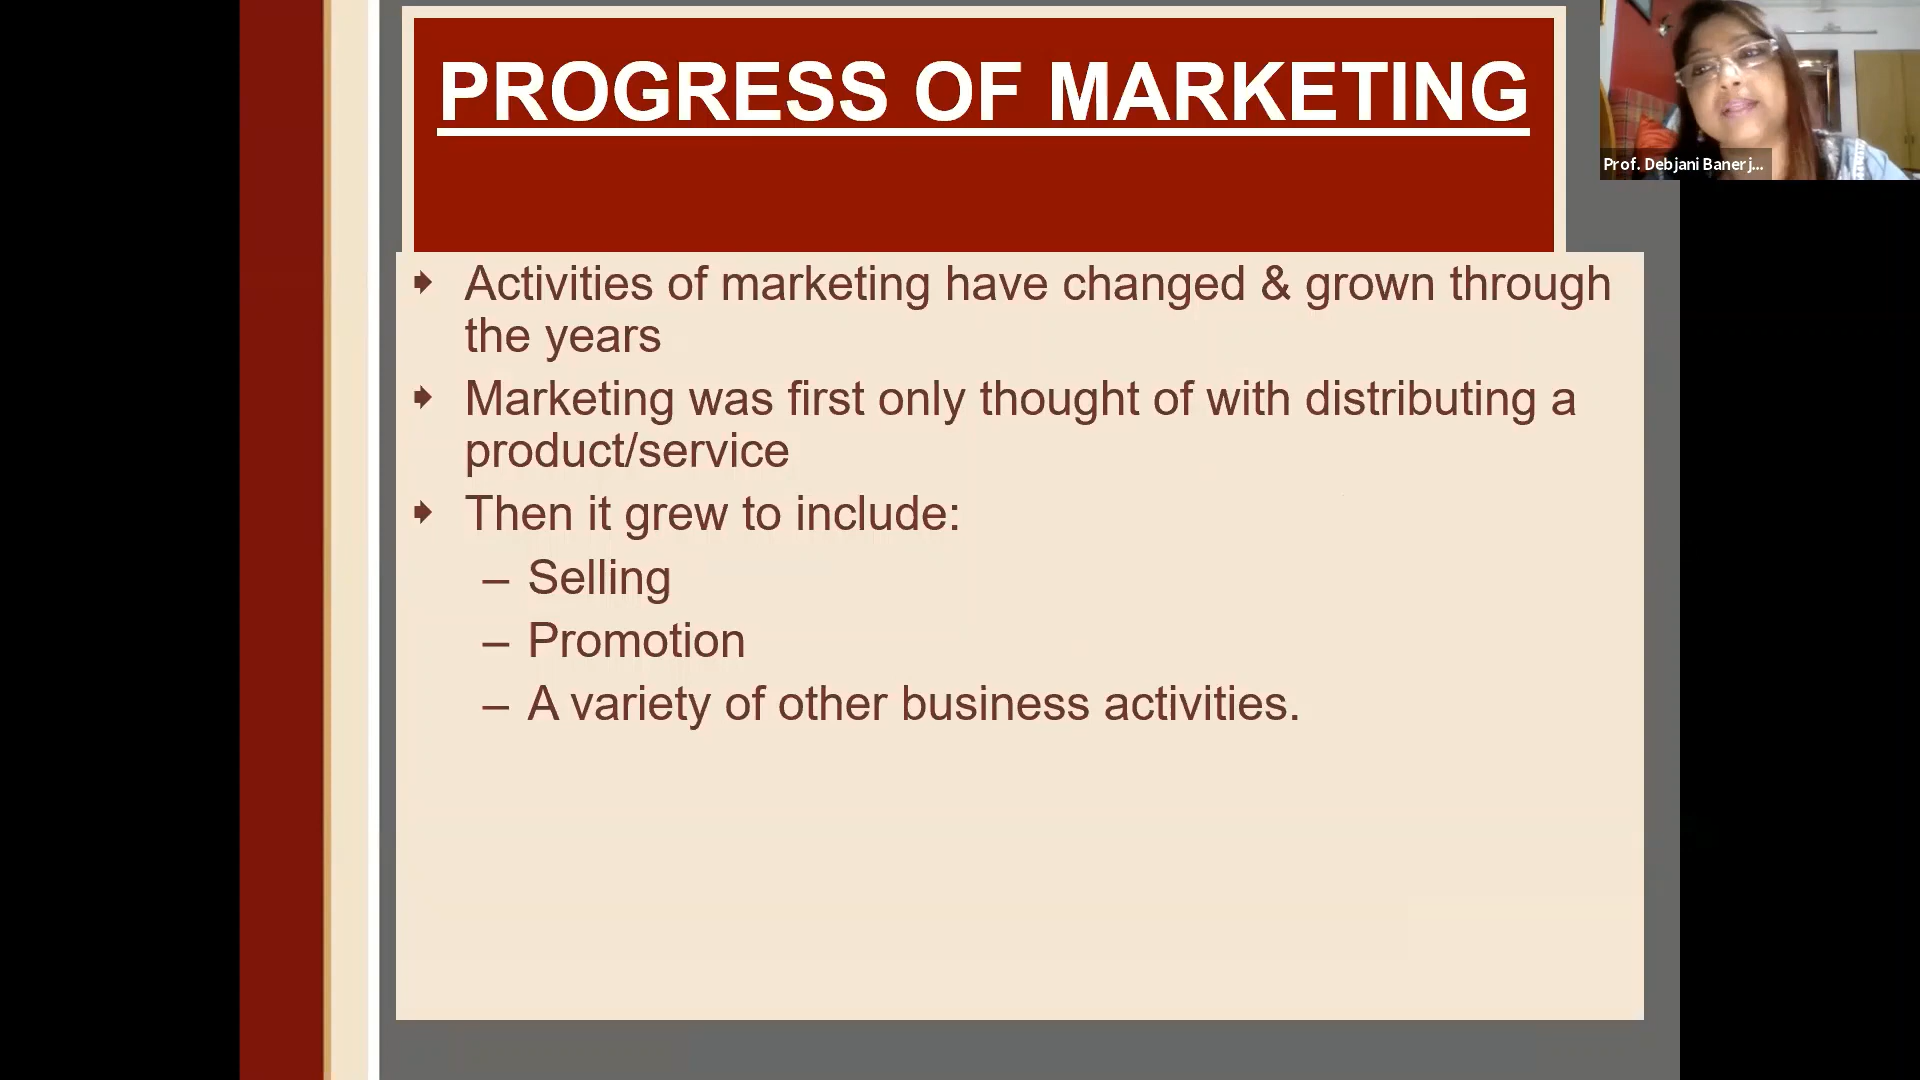 PROGRESS OF MARKETING
Prof. Debjani Banerj...
Activities of marketing have changed & grown through
the years
Marketing was first only thought of with distributing a
product/service
Then it grew to include:
– Selling
– Promotion
– A variety of other business activities.